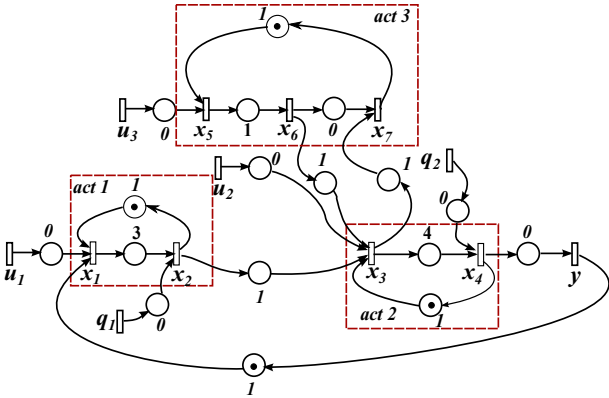 1 act 3
u3 0 x5 1 x6 0 x7
act 1 1 u2 0 1 1 q2
0
0 3 4 0
u1 x1 x2 x3 x4 y
q1 0 1 act 2 1
1